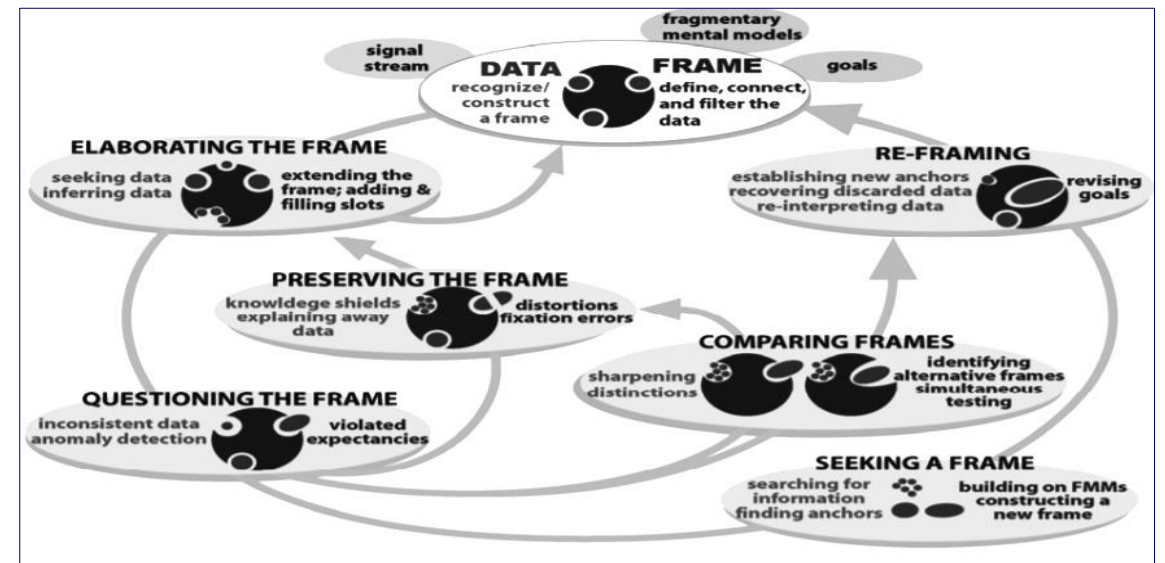 fragmentary
mental models
signal
stream
goals
DATA
recognize/
construct
a frame
FRAME
define, connect,
and filter the
data
ELABORATING THE FRAME
seeking data
inferring data
extending the
frame; adding &
filling slots
RE-FRAMING
establishing new anchors
recovering discarded data
re-interpreting data
revising
goals
PRESERVING THE FRAME
knowldege shields
explaining away
data
distortions
fixation errors
COMPARING FRAMES
sharpening
distinctions
identifying
alternative frames
simultaneous
testing
QUESTIONING THE FRAME
inconsistent data
anomaly detection
violated
expectancies
SEEKING A FRAME
searching for
information
finding anchors
building on FMMs
constructing a
new frame